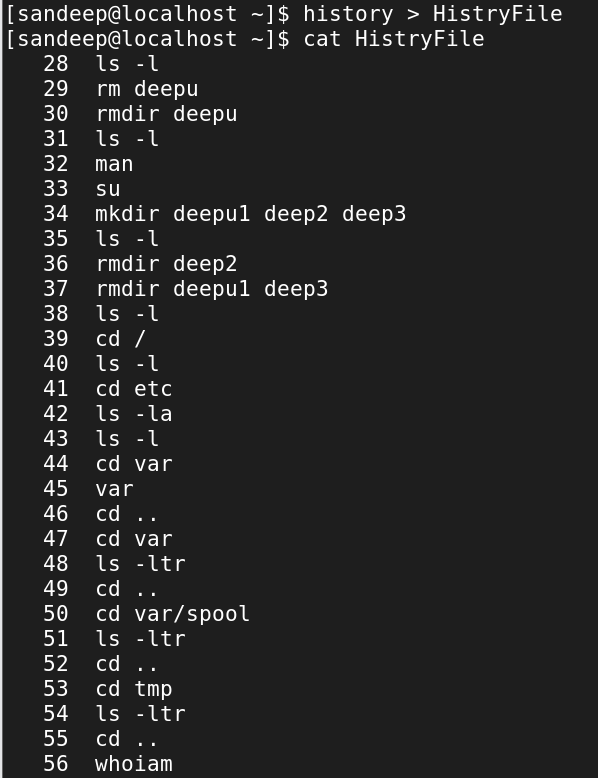 [sandeep@localhost ~]$ history > HistryFile
[sandeep@localhost ~]$ cat HistryFile
28 ls -l
29 rm deepu
30 rmdir deepu
31 ls -l
32 man
33 su
34 mkdir deepu1 deep2 deep3
35 ls -l
36 rmdir deep2
37 rmdir deepu1 deep3
38 ls -l
39 cd /
40 ls -l
41 cd etc
42 ls -la
43 ls -l
44 cd var
45 var
46 cd ..
47 cd var
48 ls -ltr
49 cd ..
50 cd var/spool
51 ls -ltr
52 cd ..
53 cd tmp
54 ls -ltr
55 cd ..
56 whoiam